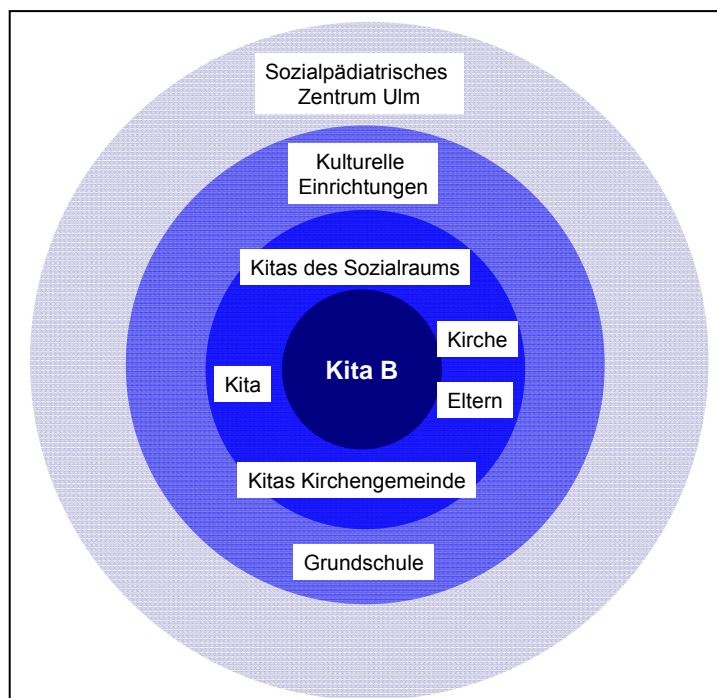 Sozialpädiatrisches
Zentrum Ulm
Kulturelle
Einrichtungen
Kitas des Sozialraums
Kirche
Kita B
Kita
Eltern
Kitas Kirchengemeinde
Grundschule